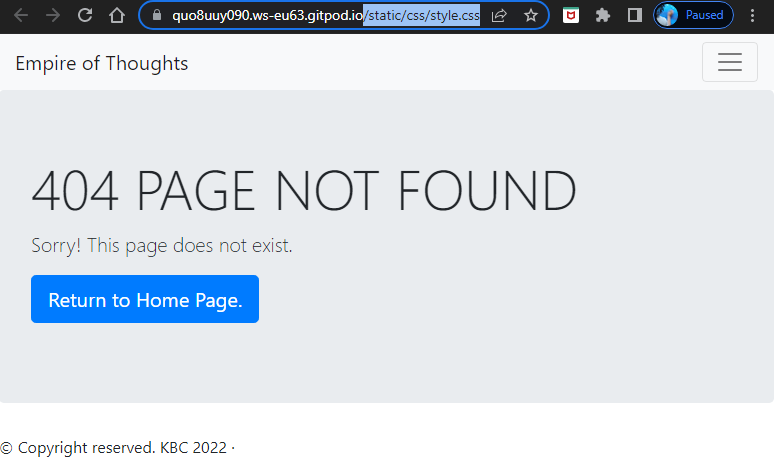 quo8uuy090.ws-eu63.gitpod.io/static/css/style.css
Paused
Empire of Thoughts
404 PAGE NOT FOUND
Sorry! This page does not exist.
Return to Home Page.
© Copyright reserved. KBC 2022 ·